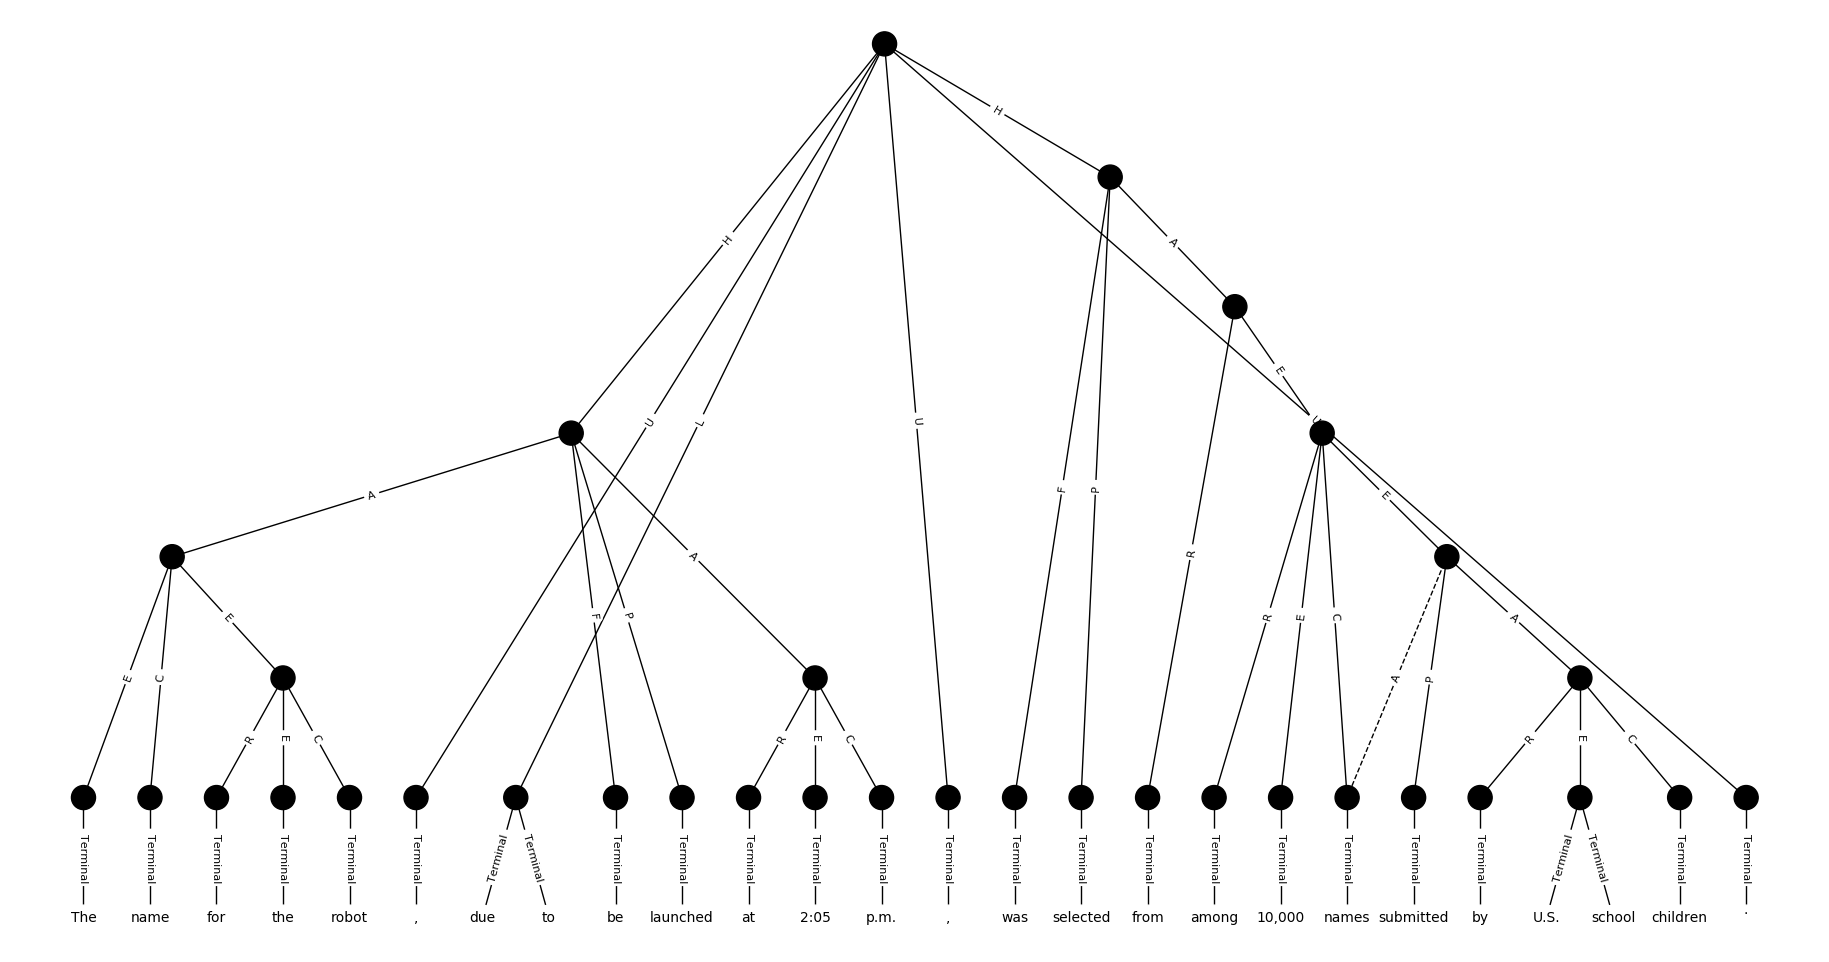 H
H
A
H
E
U
U
L
U
A
F
P
E
A
A
R
F
P
R
E
C
A
E
C
E
A
P
R
E
C
R
E
C
R
E
C
Terminal Terminal Terminal Terminal Terminal Terminal Terminal Terminal Terminal Terminal Terminal Terminal Terminal Terminal Terminal Terminal Terminal Terminal Terminal Terminal Terminal Terminal Terminal Terminal Terminal Terminal
The name for the robot , due to be launched at 2:05 p.m. , was selected from among 10,000 names submitted by U.S. school children .